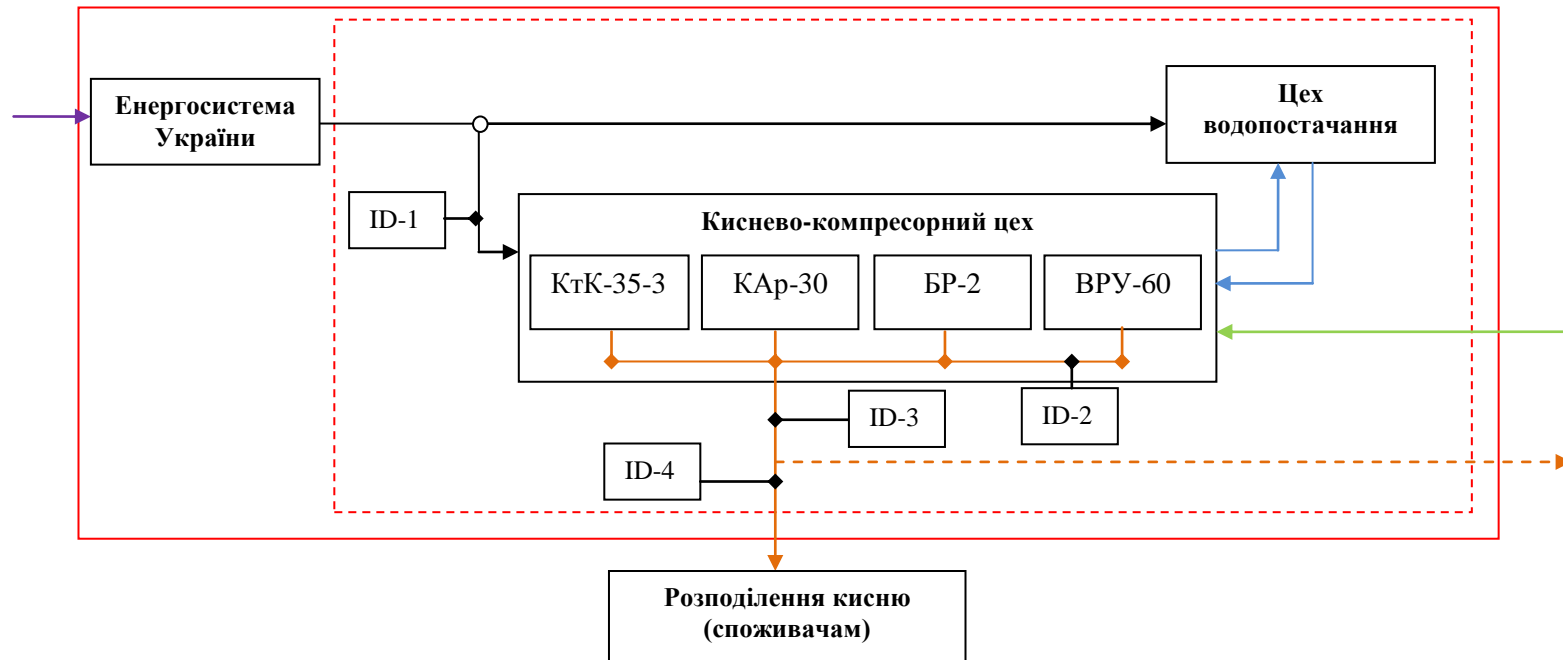 Енергосистема
України
Цех
водопостачання
ID-1
Киснево-компресорний цех
КтК-35-3
КАр-30
БР-2
ВРУ-60
ID-3
ID-2
ID-4
Розподілення кисню
(споживачам)